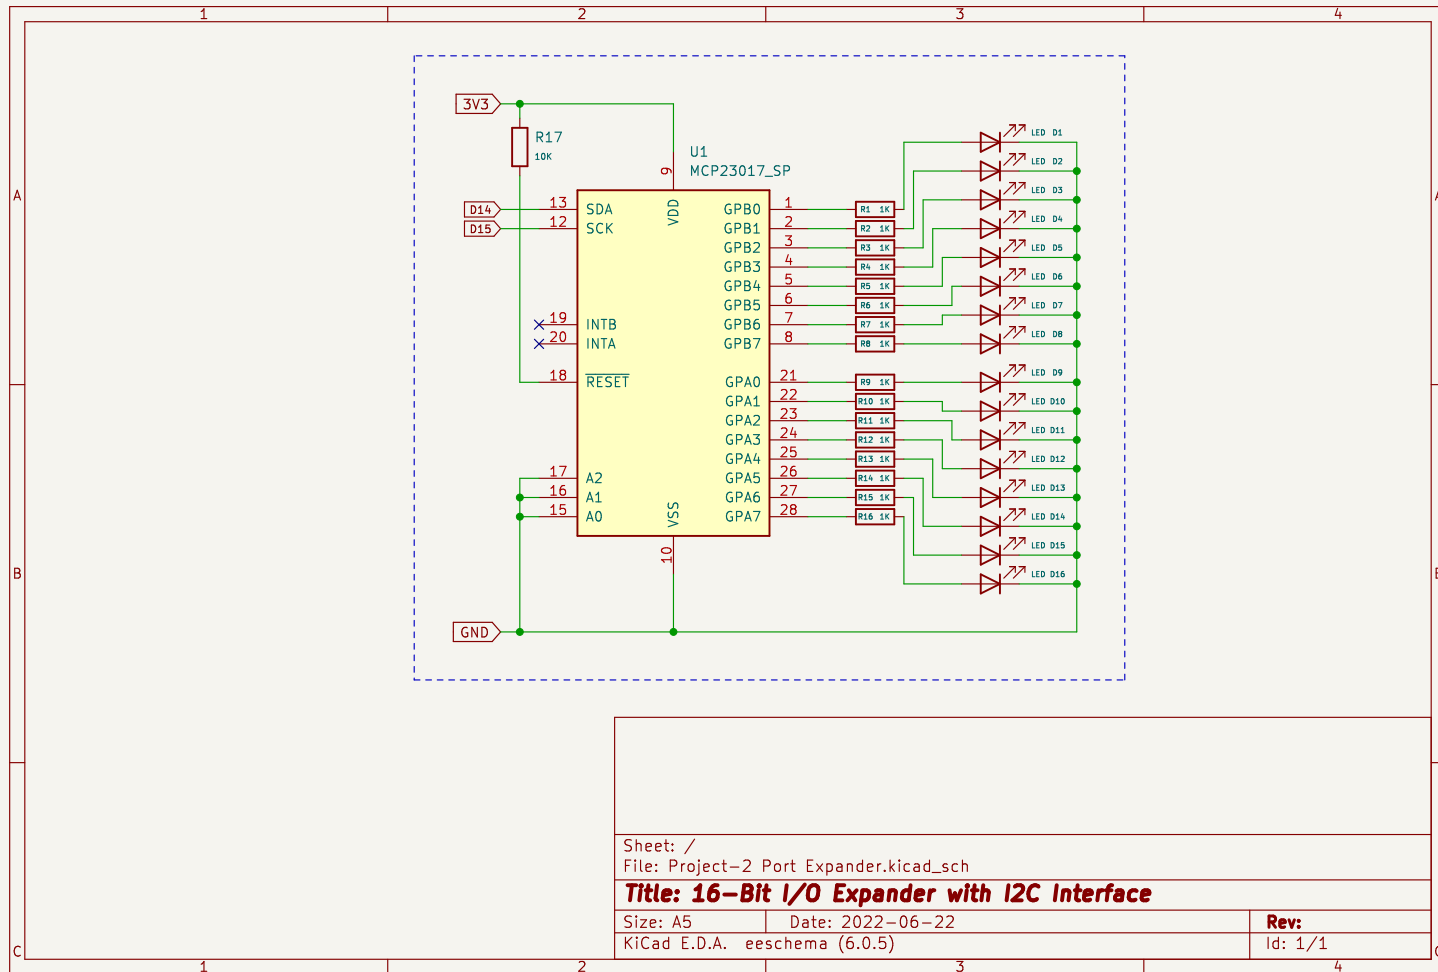 1 2 3 4
3V3
R17
10K
U1
MCP23017_SP
9
VDD
D14 13 SDA
D15 12 SCK
19 INTB
20 INTA
18 RESET
17 A2
16 A1
15 A0
VSS
10
GND
GPB0 1 R1 1K LED D1
GPB1 2 R2 1K LED D2
GPB2 3 R3 1K LED D3
GPB3 4 R4 1K LED D4
GPB4 5 R5 1K LED D5
GPB5 6 R6 1K LED D6
GPB6 7 R7 1K LED D7
GPB7 8 R8 1K LED D8
GPA0 21 R9 1K LED D9
GPA1 22 R10 1K LED D10
GPA2 23 R11 1K LED D11
GPA3 24 R12 1K LED D12
GPA4 25 R13 1K LED D13
GPA5 26 R14 1K LED D14
GPA6 27 R15 1K LED D15
GPA7 28 R16 1K LED D16
A
B
C
Sheet: /
File: Project-2 Port Expander.kicad_sch
Title: 16-Bit I/O Expander with I2C Interface
Size: A5 Date: 2022-06-22 Rev:
KiCad E.D.A. eeschema (6.0.5) Id: 1/1
1 2 3 4